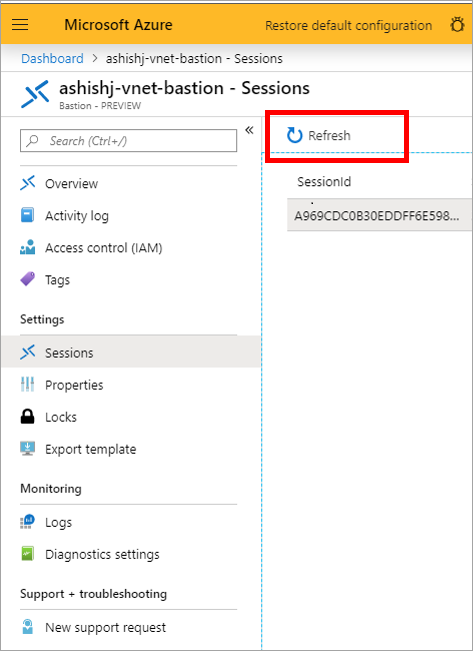 Microsoft Azure
Restore default configuration
Dashboard > ashishj-vnet-bastion - Sessions
ashishj-vnet-bastion - Sessions
Bastion - PREVIEW
Search (Ctrl+/)
«
Refresh
Overview
SessionId
Activity log
A969CDC0B30EDDFF6E598...
Access control (IAM)
Tags
Settings
Sessions
Properties
Locks
Export template
Monitoring
Logs
Diagnostics settings
Support + troubleshooting
New support request